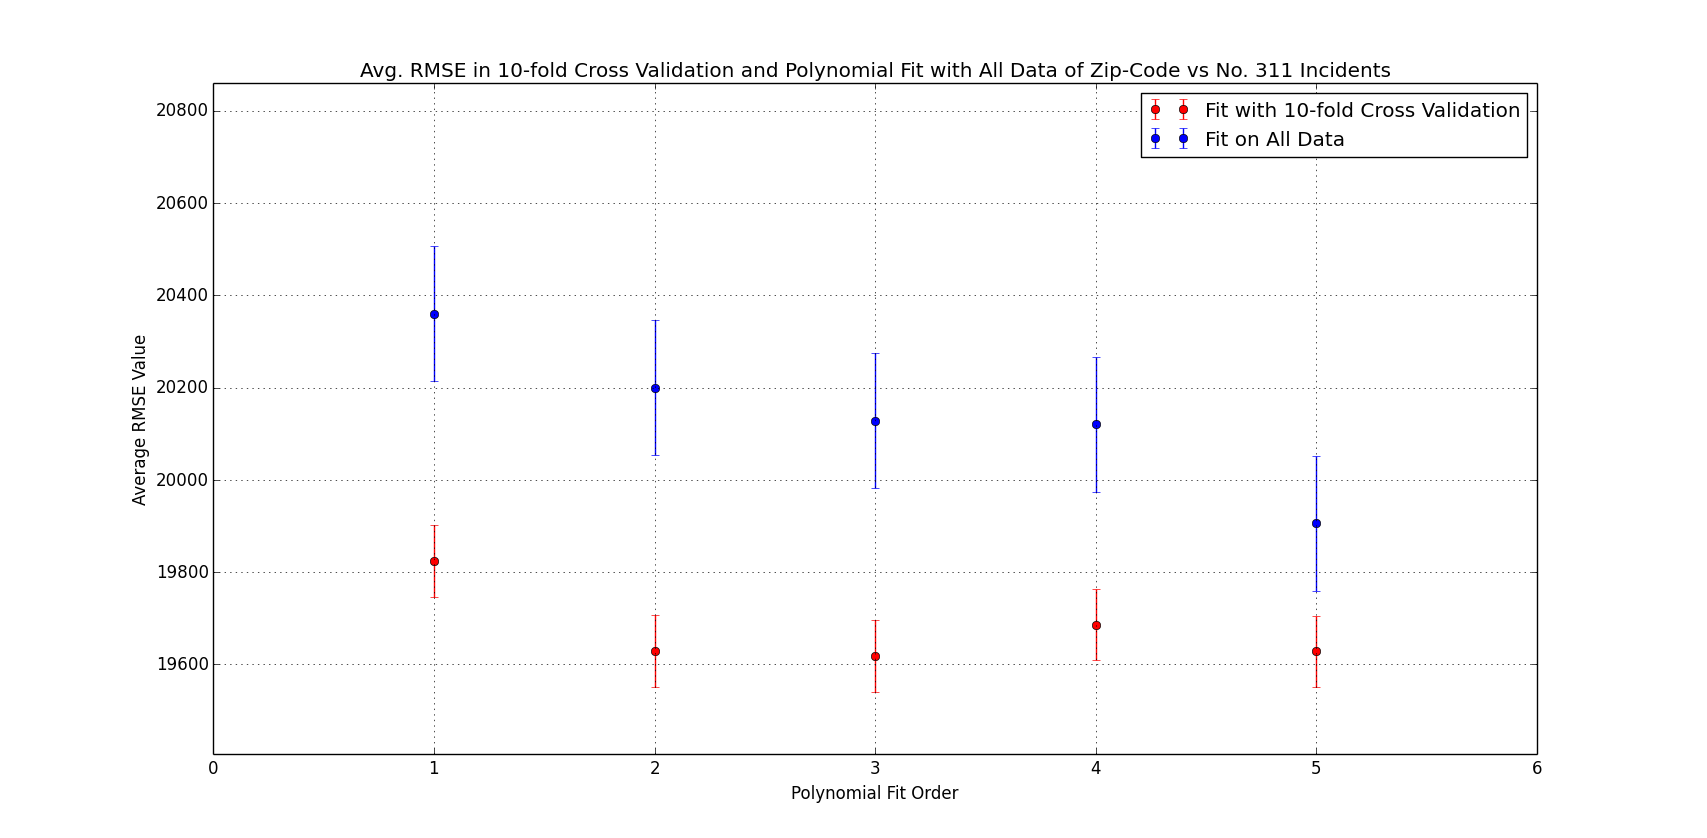 Avg. RMSE in 10-fold Cross Validation and Polynomial Fit with All Data of Zip-Code vs No. 311 Incidents
Fit with 10-fold Cross Validation
Fit on All Data
20800
20600
20400
20200
20000
19800
19600
Average RMSE Value
0 1 2 3 4 5 6
Polynomial Fit Order